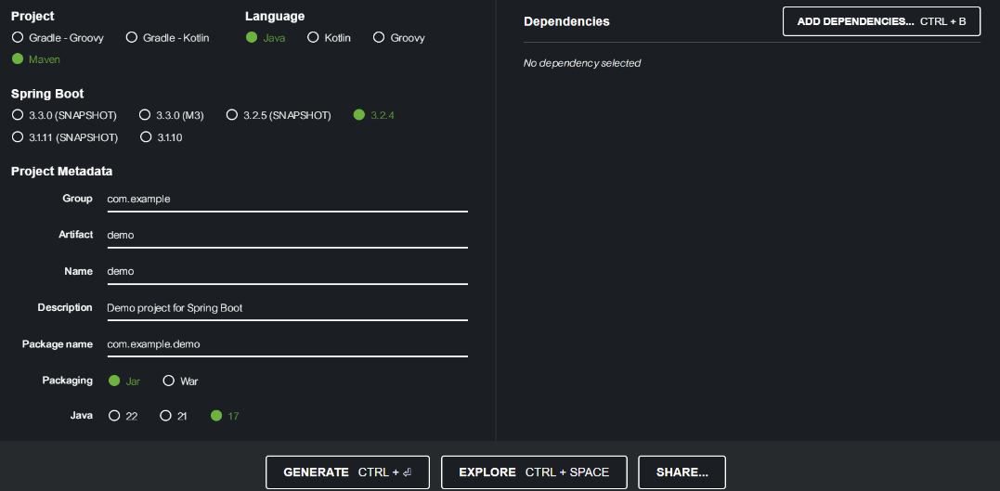 Project
Gradle - Groovy Gradle - Kotlin
Maven
Language
Java Kotlin Groovy
Spring Boot
3.3.0 (SNAPSHOT) 3.3.0 (M3) 3.2.5 (SNAPSHOT) 3.2.4
3.1.11 (SNAPSHOT) 3.1.10
Project Metadata
Group com.example
Artifact demo
Name demo
Description Demo project for Spring Boot
Package name com.example.demo
Packaging Jar War
Java 22 21 17
Dependencies ADD DEPENDENCIES... CTRL + B
No dependency selected
GENERATE CTRL + ⏎ EXPLORE CTRL + SPACE SHARE...